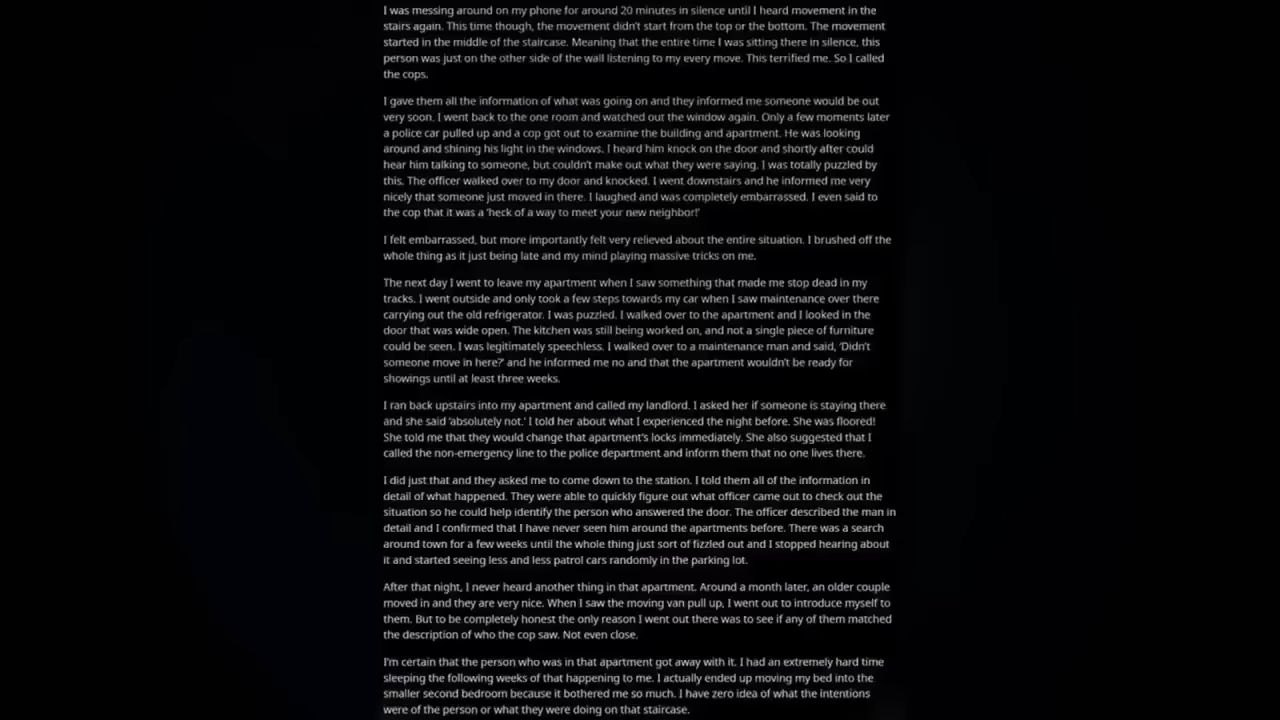 I was messing around on my phone for around 20 minutes in silence until I heard movement in the
stairs again. This time though, the movement didn't start from the top or the bottom. The movement
started in the middle of the staircase. Meaning that the entire time I was sitting there in silence, this
person was just on the other side of the wall listening to my every move. This terrified me. So I called
the cops.
I gave them all the information of what was going on and they informed me someone would be out
very soon. I went back to the one room and watched out the window again. Only a few moments later
a police car pulled up and a cop got out to examine the building and apartment. He was looking
around and shining his light in the windows. I heard him knock on the door and shortly after could
hear him talking to someone, but couldn't make out what they were saying. I was totally puzzled by
this. The officer walked over to my door and knocked. I went downstairs and he informed me very
nicely that someone just moved in there. I laughed and was completely embarrassed. I even said to
the cop that it was a 'heck of a way to meet your new neighbor!'
I felt embarrassed, but more importantly felt very relieved about the entire situation. I brushed off the
whole thing as it just being late and my mind playing massive tricks on me.
The next day I went to leave my apartment when I saw something that made me stop dead in my
tracks. I went outside and only took a few steps towards my car when I saw maintenance over there
carrying out the old refrigerator. I was puzzled. I walked over to the apartment and I looked in the
door that was wide open. The kitchen was still being worked on, and not a single piece of furniture
could be seen. I was legitimately speechless. I walked over to a maintenance man and said, 'Didn't
someone move in here?' and he informed me no and that the apartment wouldn't be ready for
showings until at least three weeks.
I ran back upstairs into my apartment and called my landlord. I asked her if someone is staying there
and she said 'absolutely not.' I told her about what I experienced the night before. She was floored!
She told me that they would change that apartment's locks immediately. She also suggested that I
called the non-emergency line to the police department and inform them that no one lives there.
I did just that and they asked me to come down to the station. I told them all of the information in
detail of what happened. They were able to quickly figure out what officer came out to check out the
situation so he could help identify the person who answered the door. The officer described the man in
detail and I confirmed that I have never seen him around the apartments before. There was a search
around town for a few weeks until the whole thing just sort of fizzled out and I stopped hearing about
it and started seeing less and less patrol cars randomly in the parking lot.
After that night, I never heard another thing in that apartment. Around a month later, an older couple
moved in and they are very nice. When I saw the moving van pull up, I went out to introduce myself to
them. But to be completely honest the only reason I went out there was to see if any of them matched
the description of who the cop saw. Not even close.
I'm certain that the person who was in that apartment got away with it. I had an extremely hard time
sleeping the following weeks of that happening to me. I actually ended up moving my bed into the
smaller second bedroom because it bothered me so much. I have zero idea of what the intentions
were of the person or what they were doing on that staircase.